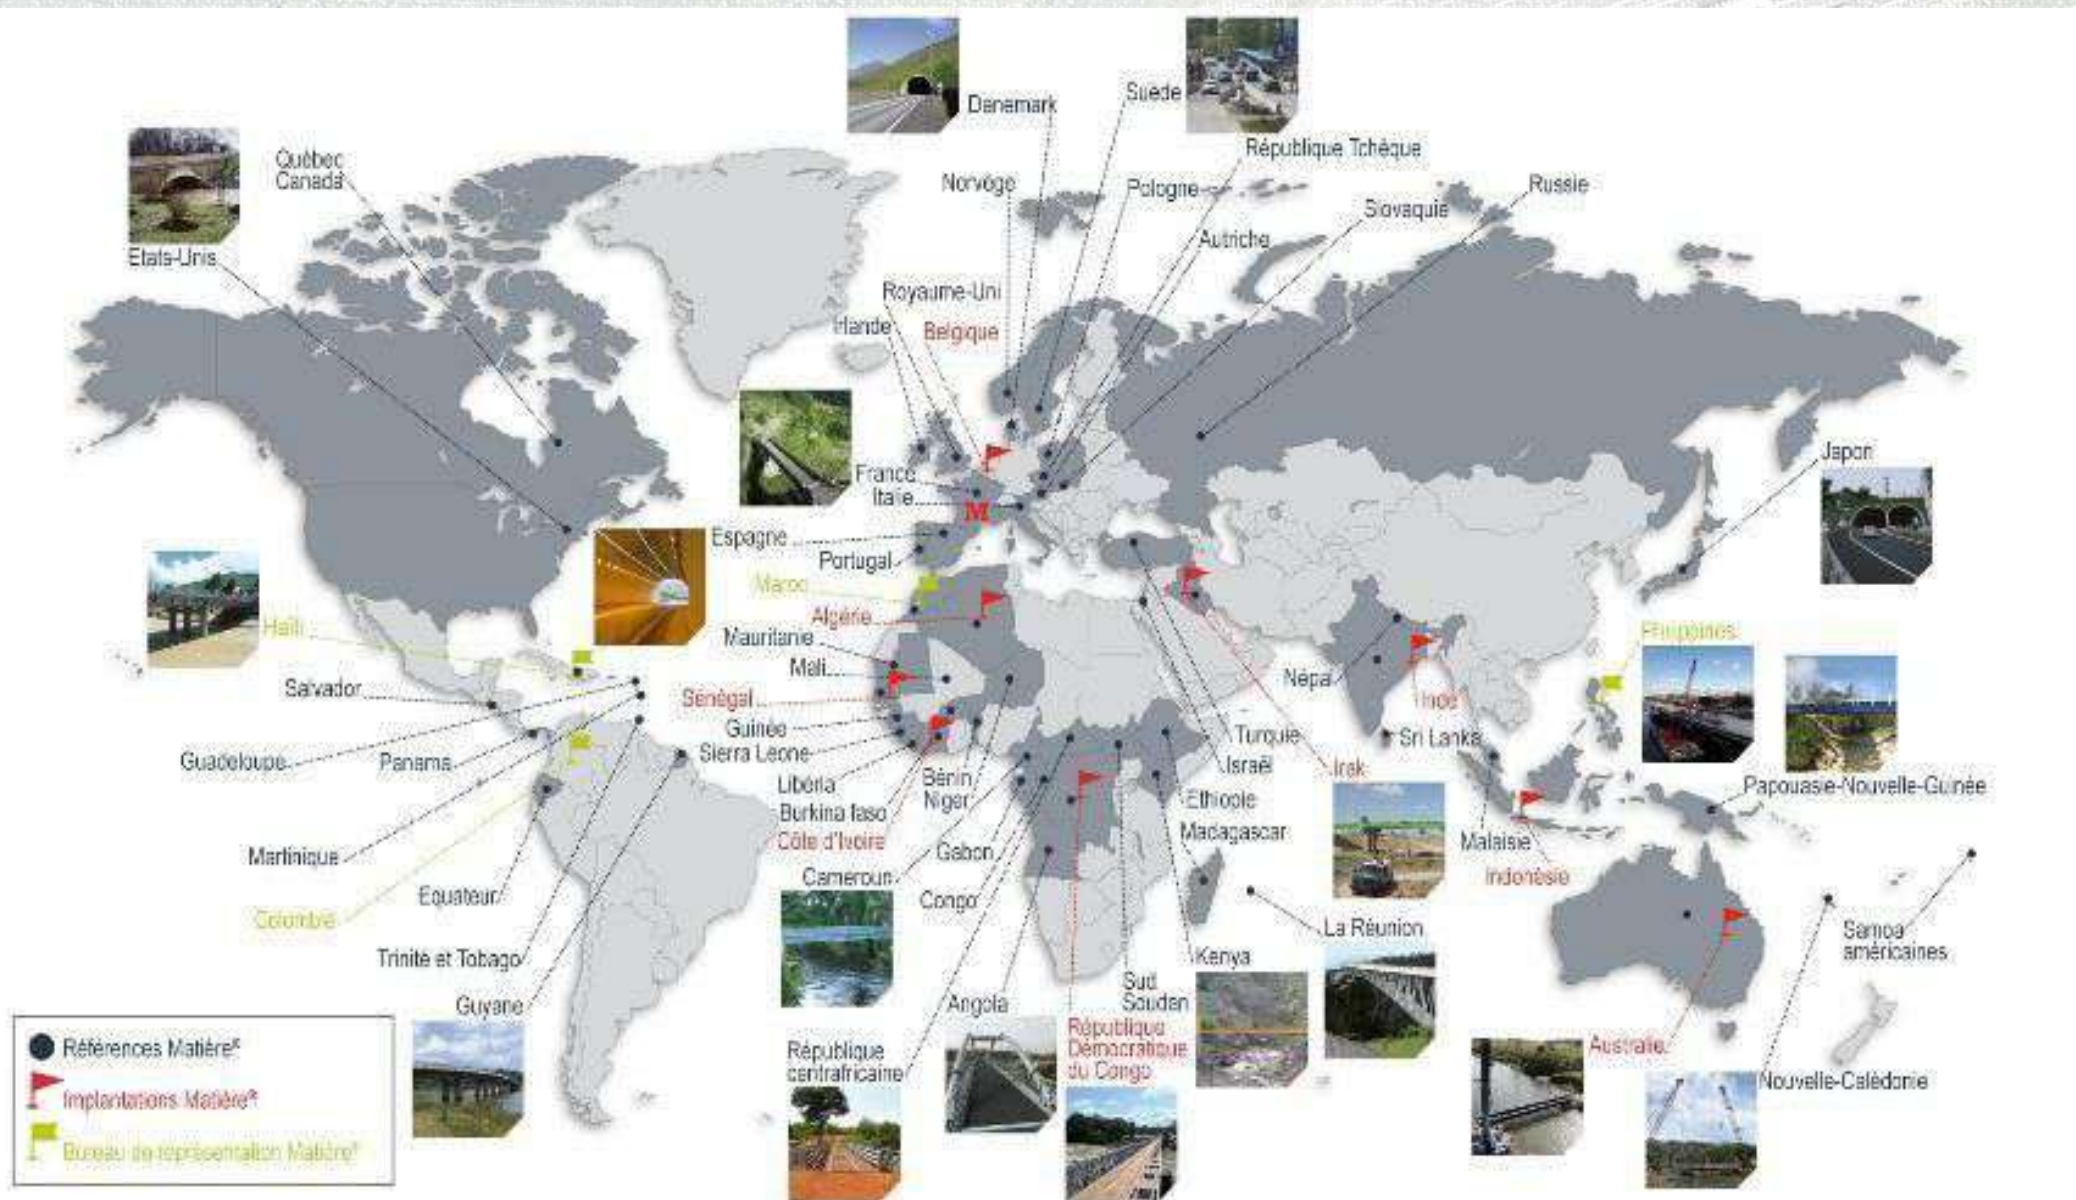 Danemark
Suède
République Tchèque
Québec
Canada
Norvège
Pologne
Russie
Slovaquie
Etats-Unis
Autriche
Royaume-Uni
Irlande
Belgique
Japon
France
Italie
M
Espagne
Portugal
Maroc
Algérie
Haïti
Mauritanie
Philippines
Mali
Népal
Salvador
Sénégal
Inde
Guinée
Sierra Leone
Turquie
Sri Lanka
Guadeloupe
Panama
Israël
Irak
Libéria
Bénin
Niger
Papouasie-Nouvelle-Guinée
Burkina faso
Ethiopie
Côte d'Ivoire
Madagascar
Malaisie
Martinique
Gabon
Cameroun
Indonésie
Equateur
Congo
Colombie
La Réunion
Samoa
américaines
Trinité et Tobago
Kenya
Guyane
Angola
Sud
Soudan
République
Démocratique
du Congo
République
centrafricaine
Australie
Nouvelle-Calédonie
Références Matière®
Implantations Matière®
Bureau de représentation Matière®